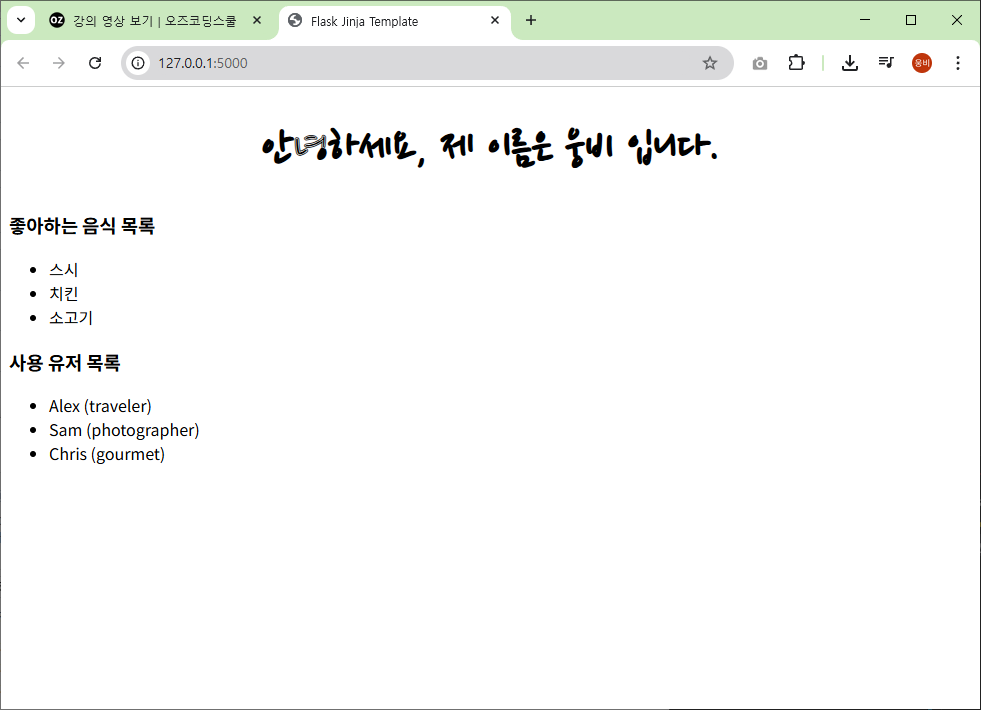 강의 영상 보기 | 오즈코딩스쿨
Flask Jinja Template
127.0.0.1:5000
웅비
안녕하세요, 제 이름은 웅비 입니다.
좋아하는 음식 목록
스시
치킨
소고기
사용 유저 목록
Alex (traveler)
Sam (photographer)
Chris (gourmet)